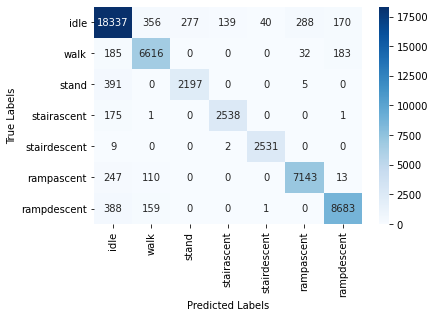 idle 18337 356 277 139 40 288 170
walk 185 6616 0 0 0 32 183
stand 391 0 2197 0 0 5 0
stairascent 175 1 0 2538 0 0 1
stairdescent 9 0 0 2 2531 0 0
rampascent 247 110 0 0 0 7143 13
rampdescent 388 159 0 0 1 0 8683
True Labels
idle walk stand stairascent stairdescent rampascent rampdescent
Predicted Labels
17500
15000
12500
10000
7500
5000
2500
0